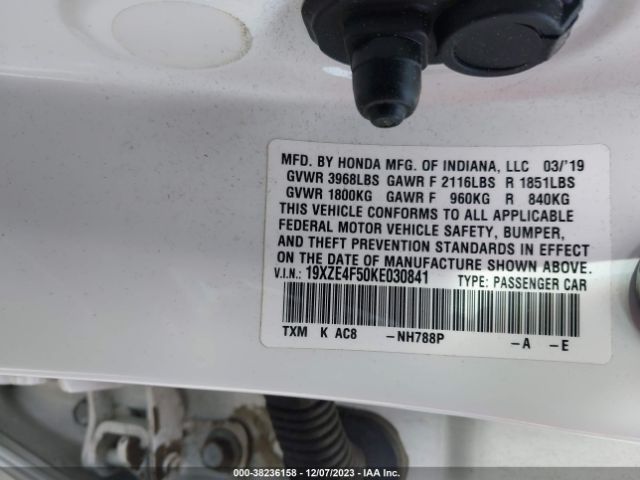 MFD. BY HONDA MFG. OF INDIANA, LLC 03/'19
GVWR 3968LBS GAWR F 2116LBS R 1851LBS
GVWR 1800KG GAWR F 960KG R 840KG
THIS VEHICLE CONFORMS TO ALL APPLICABLE
FEDERAL MOTOR VEHICLE SAFETY, BUMPER,
AND THEFT PREVENTION STANDARDS IN EFFECT
ON THE DATE OF MANUFACTURE SHOWN ABOVE.
V.I.N.: 19XZE4F50KE030841 TYPE: PASSENGER CAR
TXM K AC8 -NH788P -A -E
000-38236158 - 12/07/2023 - IAA Inc.